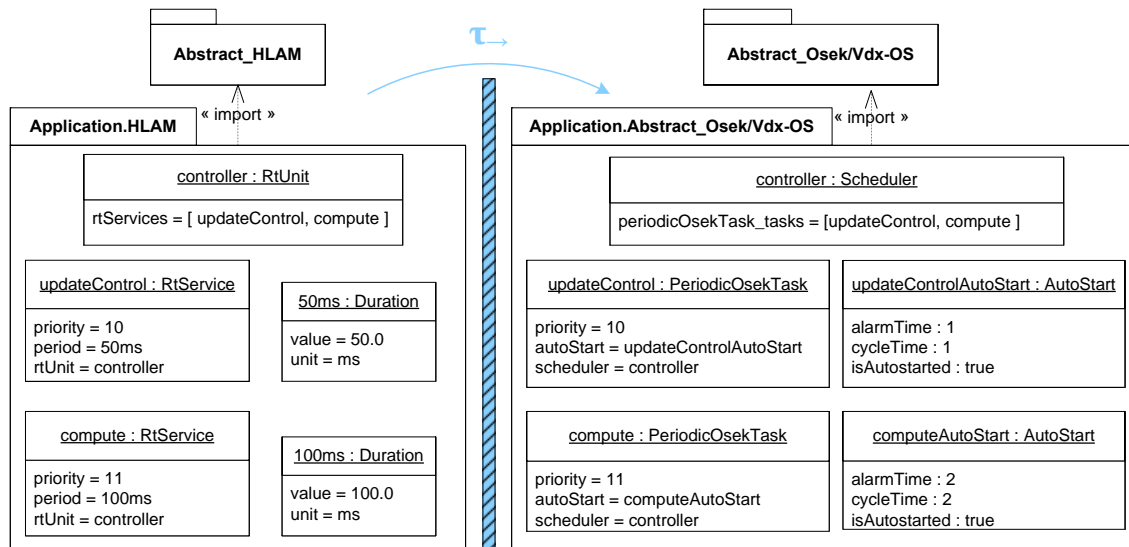 Abstract_HLAM
τ→
Abstract_Osek/Vdx-OS
« import »
« import »
Application.HLAM
Application.Abstract_Osek/Vdx-OS
controller : RtUnit
rtServices = [ updateControl, compute ]
updateControl : RtService
priority = 10
period = 50ms
rtUnit = controller
50ms : Duration
value = 50.0
unit = ms
compute : RtService
priority = 11
period = 100ms
rtUnit = controller
100ms : Duration
value = 100.0
unit = ms
controller : Scheduler
periodicOsekTask_tasks = [updateControl, compute ]
updateControl : PeriodicOsekTask
priority = 10
autoStart = updateControlAutoStart
scheduler = controller
updateControlAutoStart : AutoStart
alarmTime : 1
cycleTime : 1
isAutostarted : true
compute : PeriodicOsekTask
priority = 11
autoStart = computeAutoStart
scheduler = controller
computeAutoStart : AutoStart
alarmTime : 2
cycleTime : 2
isAutostarted : true